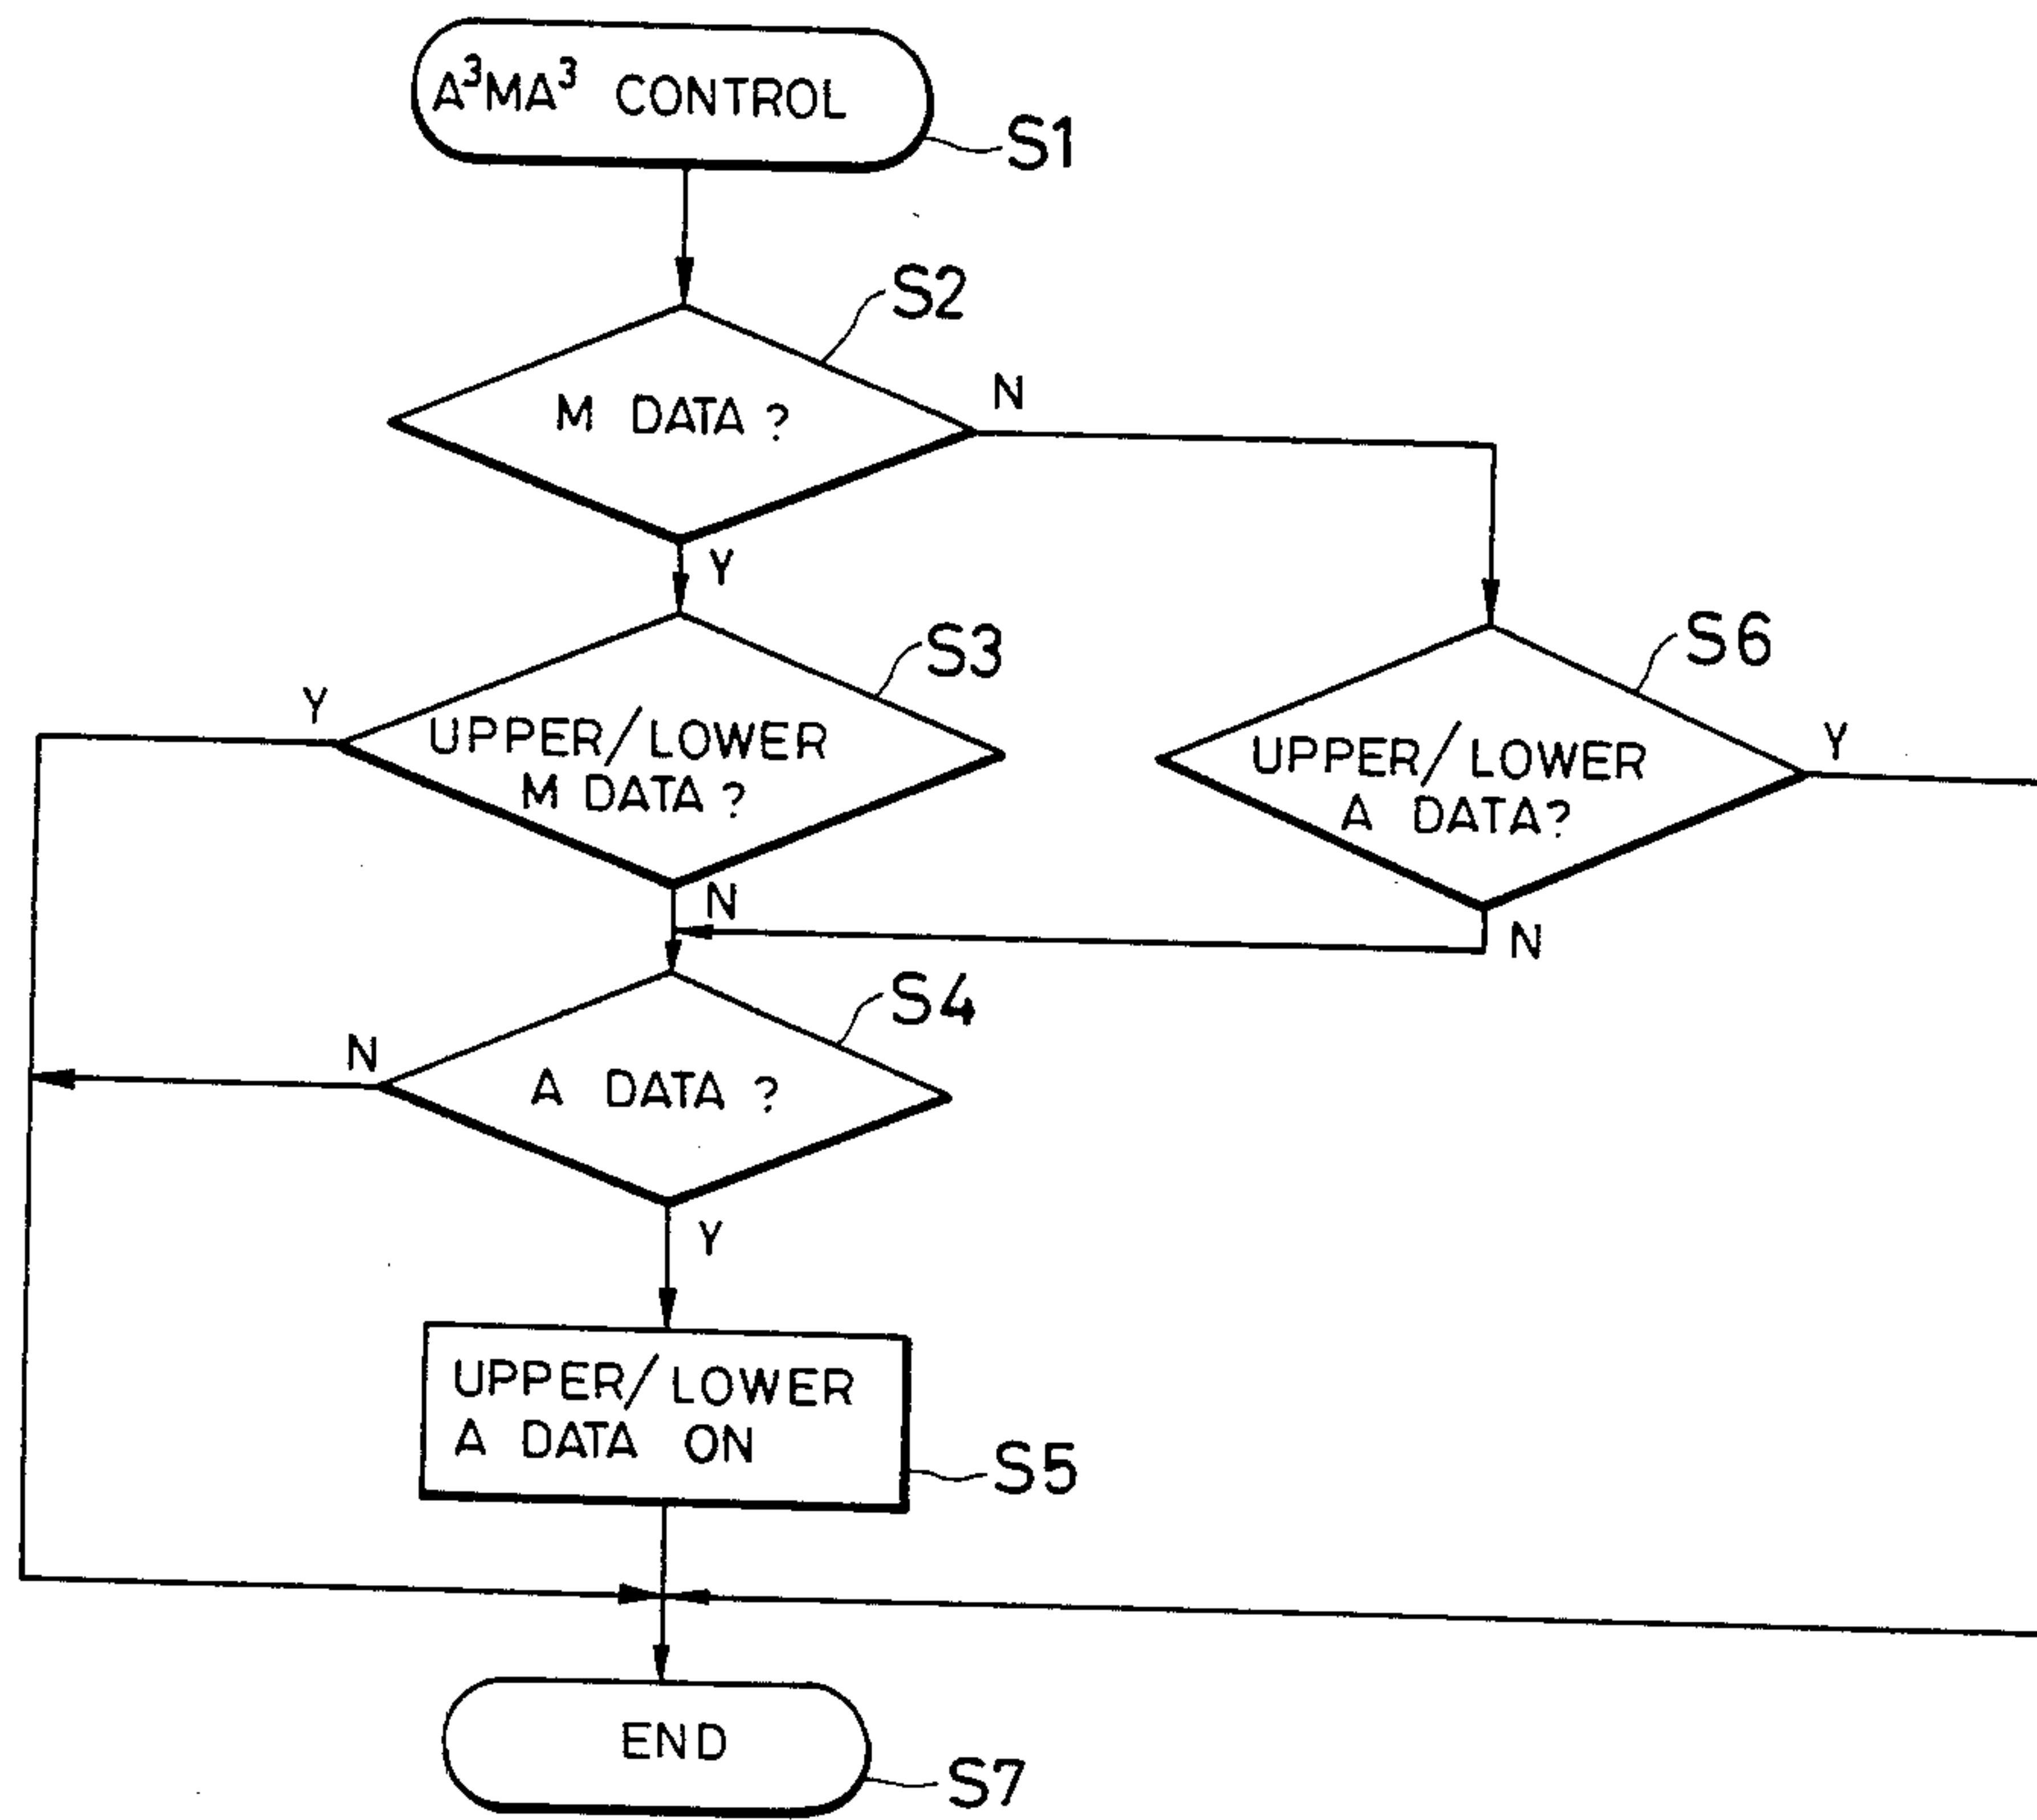 A³MA³ CONTROL
S1
S2
M DATA ?
N
Y
S3
Y
UPPER/LOWER
M DATA ?
N
S6
UPPER/LOWER
A DATA?
Y
N
S4
N
A DATA ?
Y
UPPER/LOWER
A DATA ON
S5
END
S7